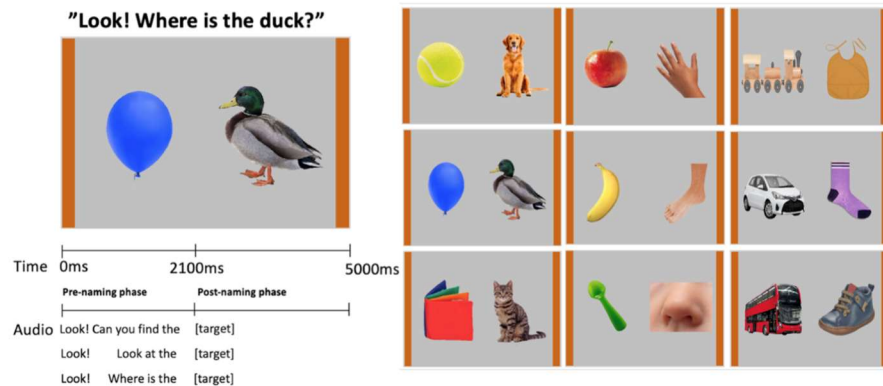 ”Look! Where is the duck?”
Time 0ms 2100ms 5000ms
Pre-naming phase Post-naming phase
Audio Look! Can you find the [target]
Look! Look at the [target]
Look! Where is the [target]